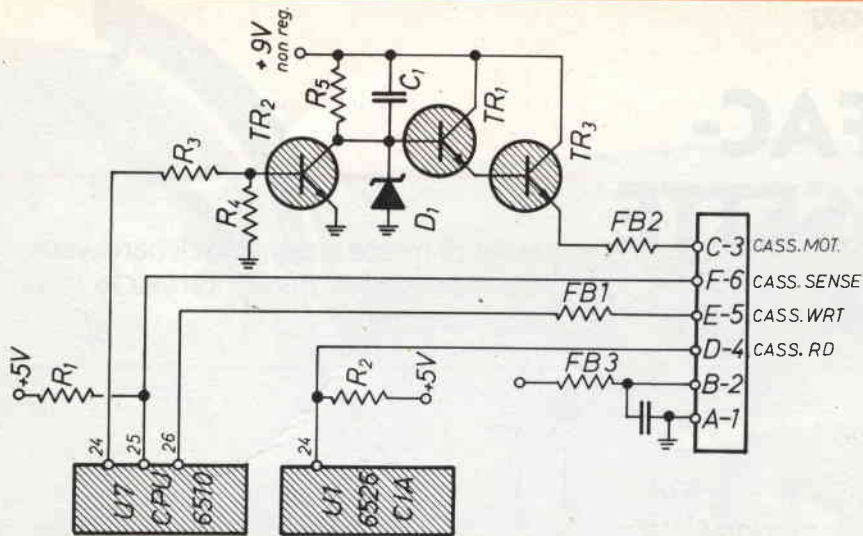 FAC-
+9V
non reg.
R5
C1
TR2
TR1
TR3
R3
R4
D1
FB2
C-3 CASS.MOT.
F-6 CASS.SENSE
FB1
E-5 CASS.WRT
D-4 CASS.RD
FB3
B-2
A-1
+5V
R1
R2
+5V
24
25
26
24
U7
CPU
6510
U1
6526
CIA